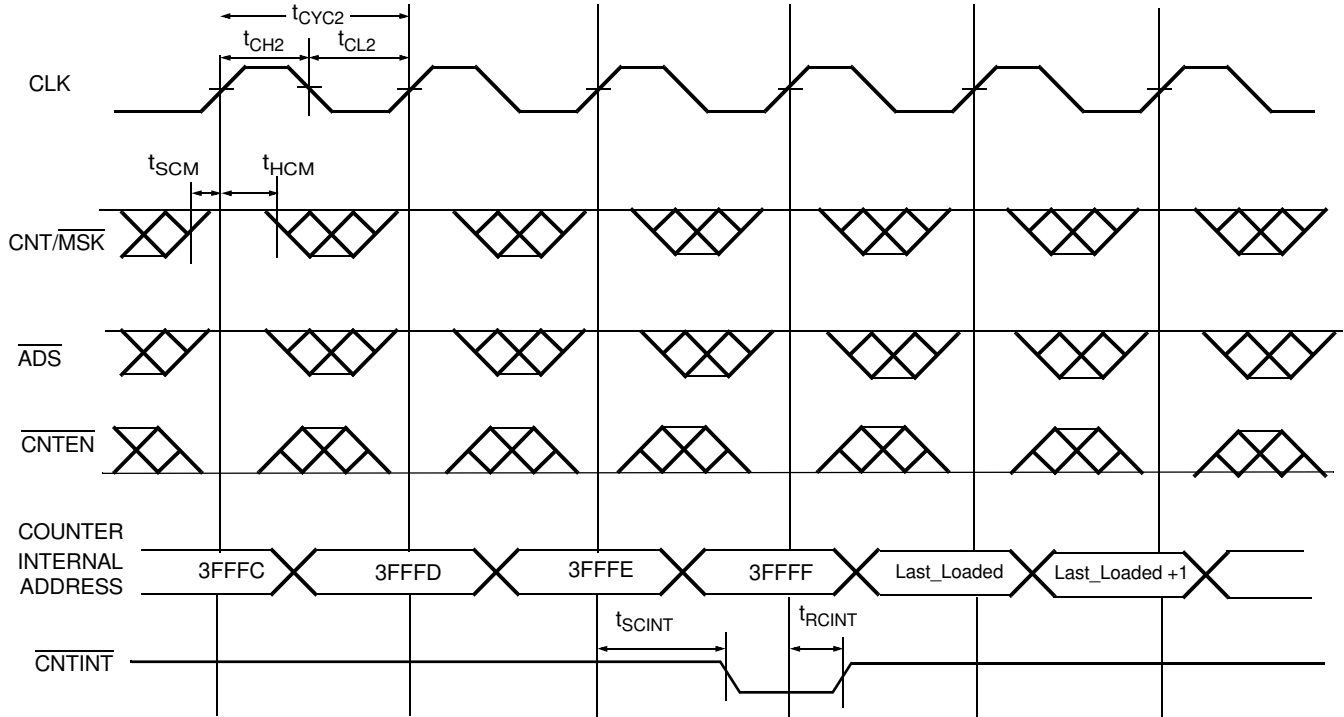 tCYC2
tCH2
tCL2
CLK
tSCM
tHCM
CNT/MSK
ADS
CNTEN
COUNTER
INTERNAL
ADDRESS
3FFFC
3FFFD
3FFFE
3FFFF
Last_Loaded
Last_Loaded +1
tSCINT
tRCINT
CNTINT